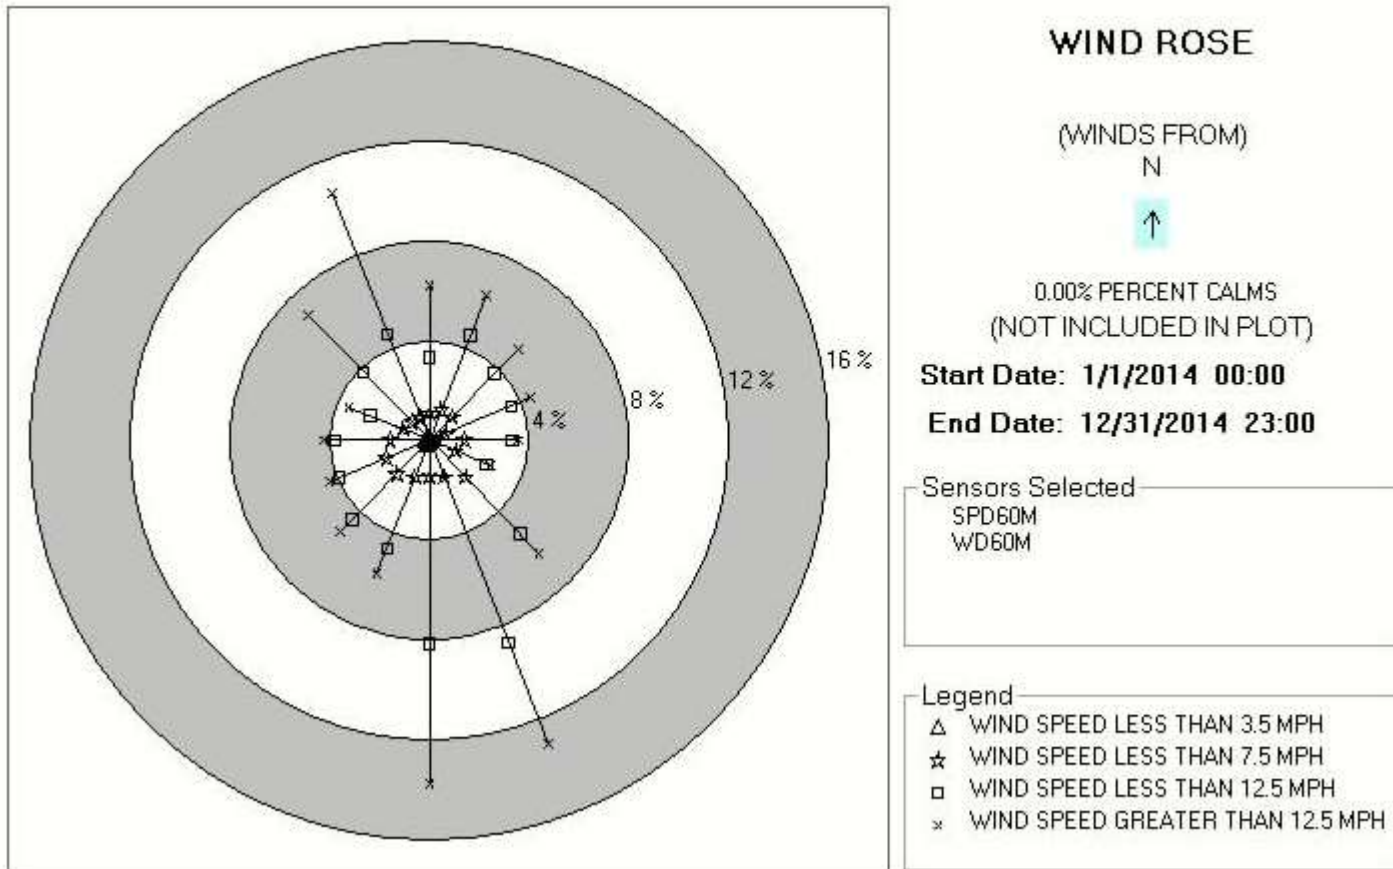 WIND ROSE
(WINDS FROM)
N
0.00% PERCENT CALMS
(NOT INCLUDED IN PLOT)
Start Date: 1/1/2014 00:00
End Date: 12/31/2014 23:00
Sensors Selected
SPD60M
WD60M
Legend
WIND SPEED LESS THAN 3.5 MPH
WIND SPEED LESS THAN 7.5 MPH
WIND SPEED LESS THAN 12.5 MPH
WIND SPEED GREATER THAN 12.5 MPH
4 %
8 %
12 %
16 %